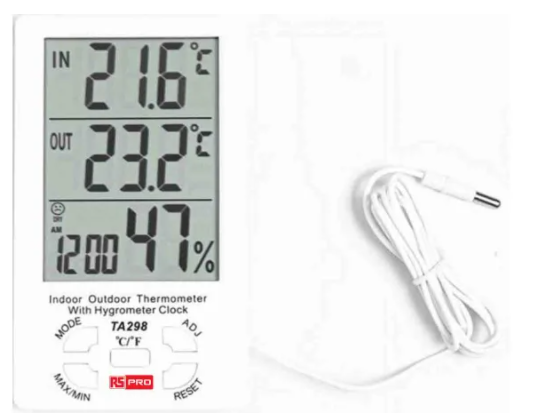 IN 21.6 °C
OUT 23.2 °C
DRY
AM
12:00 47%
Indoor Outdoor Thermometer
With Hygrometer Clock
MODE TA298 ADJ
°C/°F
RS PRO
MAX/MIN RESET